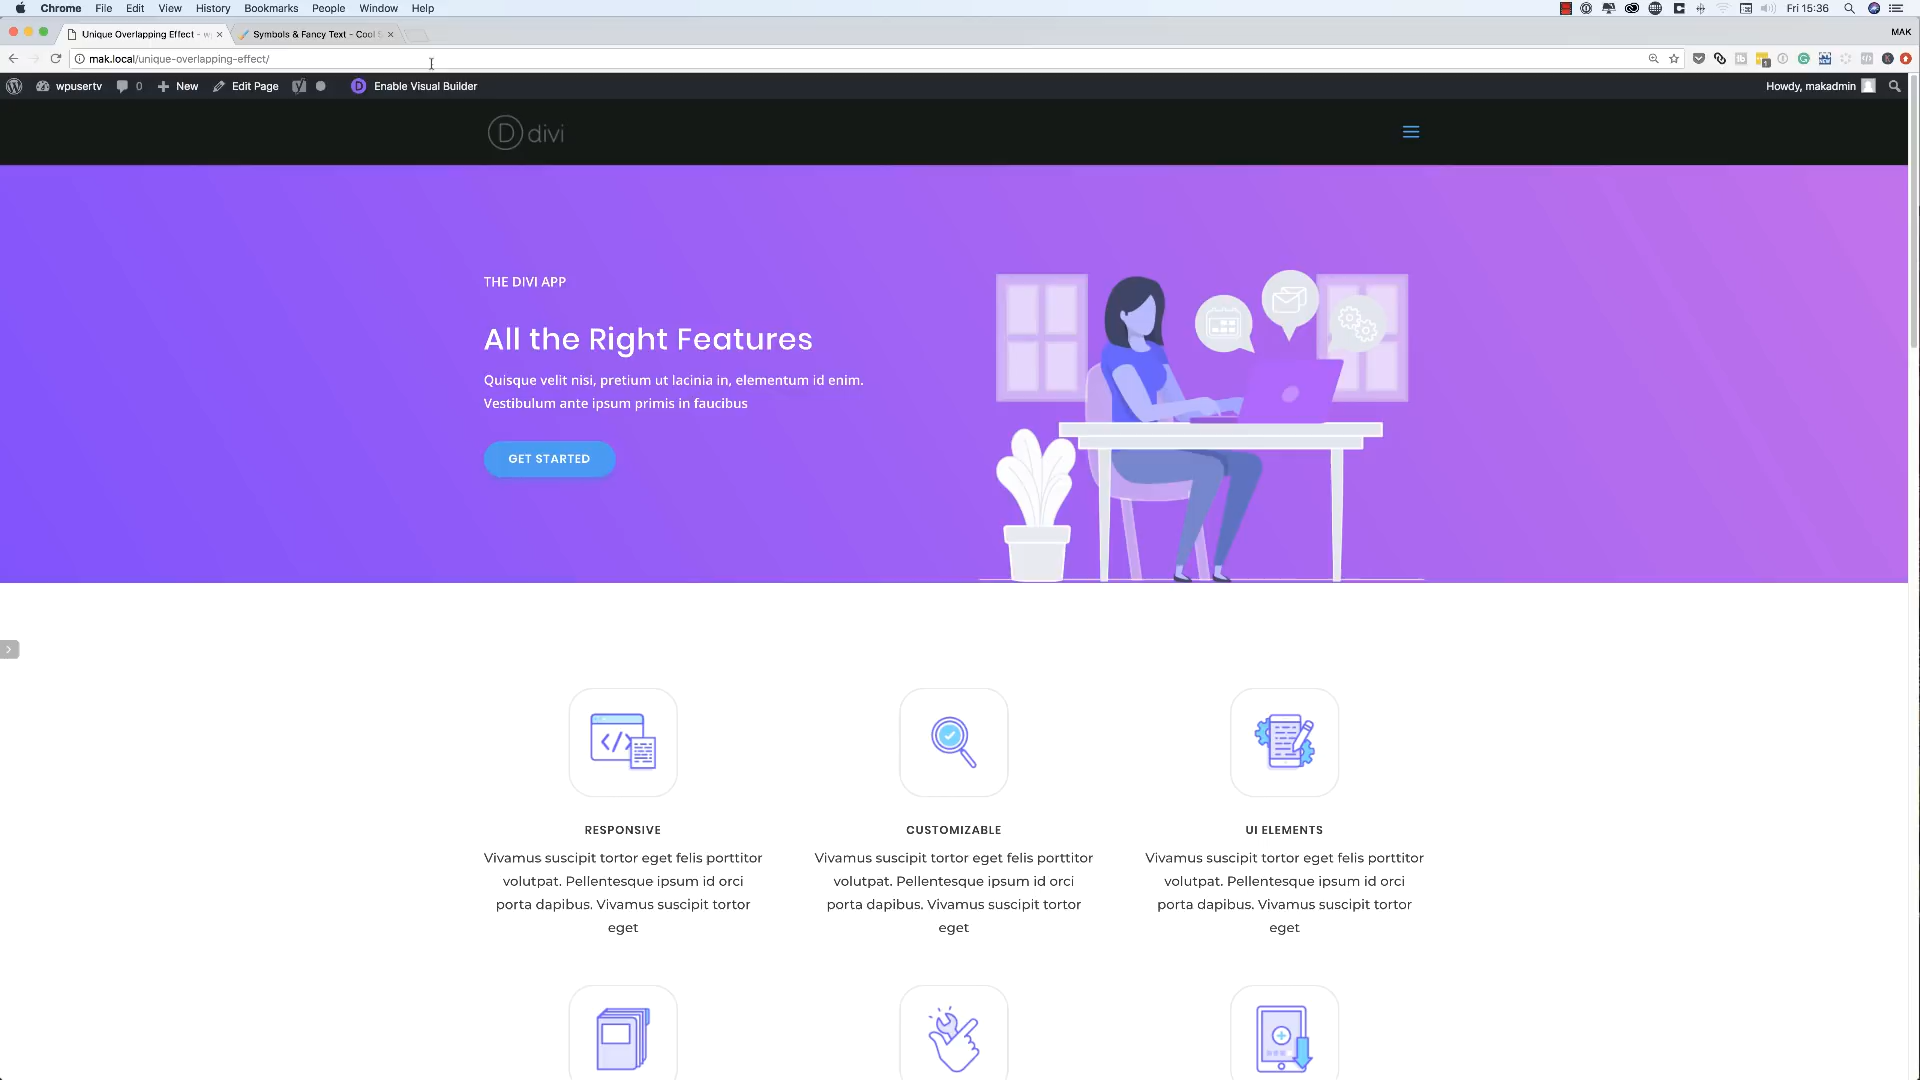 Chrome File Edit View History Bookmarks People Window Help
Fri 15:36
Unique Overlapping Effect - w
Symbols & Fancy Text - Cool S
MAK
mak.local/unique-overlapping-effect/
wpusertv 0 New Edit Page Enable Visual Builder
Howdy, makadmin
D divi
THE DIVI APP
All the Right Features
Quisque velit nisi, pretium ut lacinia in, elementum id enim.
Vestibulum ante ipsum primis in faucibus
GET STARTED
RESPONSIVE
Vivamus suscipit tortor eget felis porttitor
volutpat. Pellentesque ipsum id orci
porta dapibus. Vivamus suscipit tortor
eget
CUSTOMIZABLE
Vivamus suscipit tortor eget felis porttitor
volutpat. Pellentesque ipsum id orci
porta dapibus. Vivamus suscipit tortor
eget
UI ELEMENTS
Vivamus suscipit tortor eget felis porttitor
volutpat. Pellentesque ipsum id orci
porta dapibus. Vivamus suscipit tortor
eget